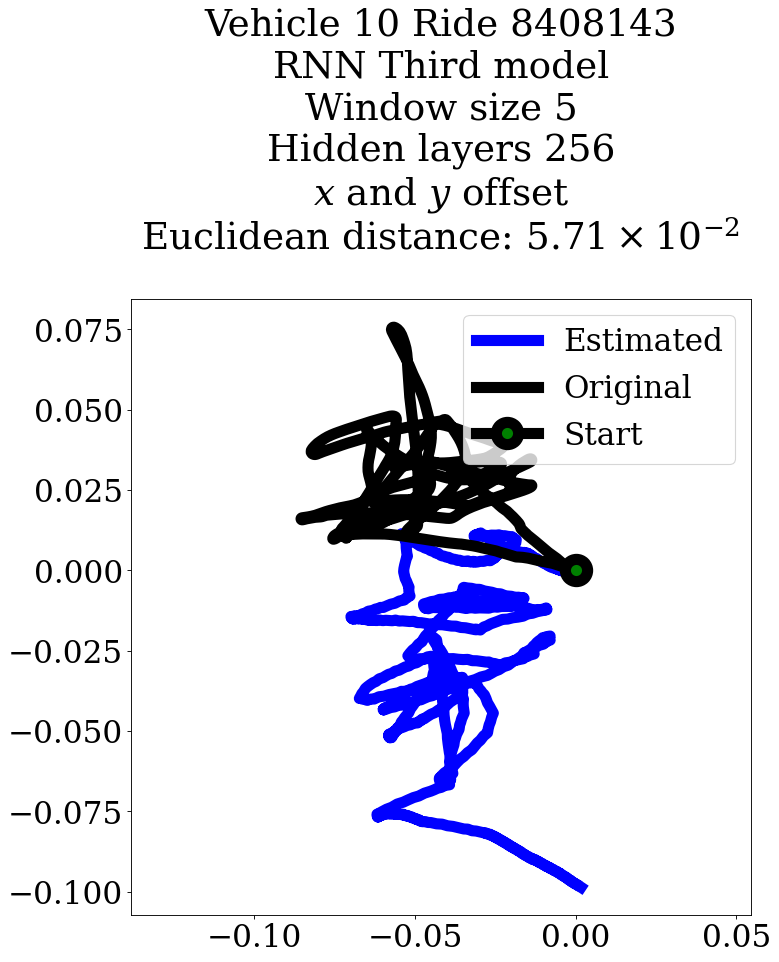 Vehicle 10 Ride 8408143
RNN Third model
Window size 5
Hidden layers 256
x and y offset
Euclidean distance: 5.71 × 10⁻²
Estimated
Original
Start
0.075
0.050
0.025
0.000
−0.025
−0.050
−0.075
−0.100
−0.10 −0.05 0.00 0.05